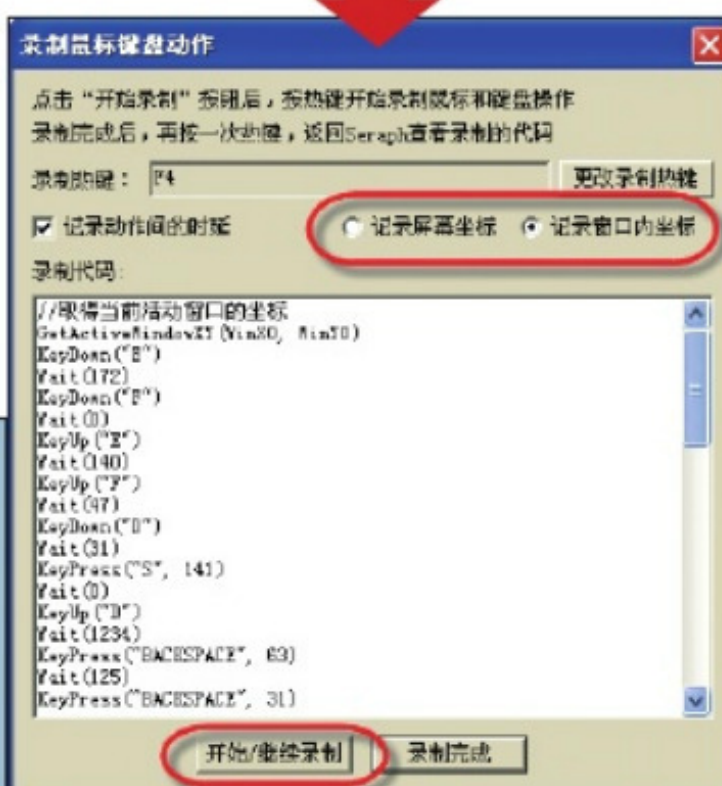 录制鼠标键盘动作
点击“开始录制”按钮后，按热键开始录制鼠标和键盘操作
录制完成后，再按一次热键，返回Seraph查看录制的代码
录制热键： F4 更改录制热键
记录动作间的时延 记录屏幕坐标 记录窗口内坐标
录制代码:
//取得当前活动窗口的坐标
GetActiveWindowXY(WinX0, WinY0)
KeyDown("E")
Wait(172)
KeyDown("F")
Wait(0)
KeyUp("E")
Wait(140)
KeyUp("F")
Wait(47)
KeyDown("D")
Wait(31)
KeyPress("S", 141)
Wait(0)
KeyUp("D")
Wait(1234)
KeyPress("BACKSPACE", 63)
Wait(125)
KeyPress("BACKSPACE", 31)
开始/继续录制 录制完成